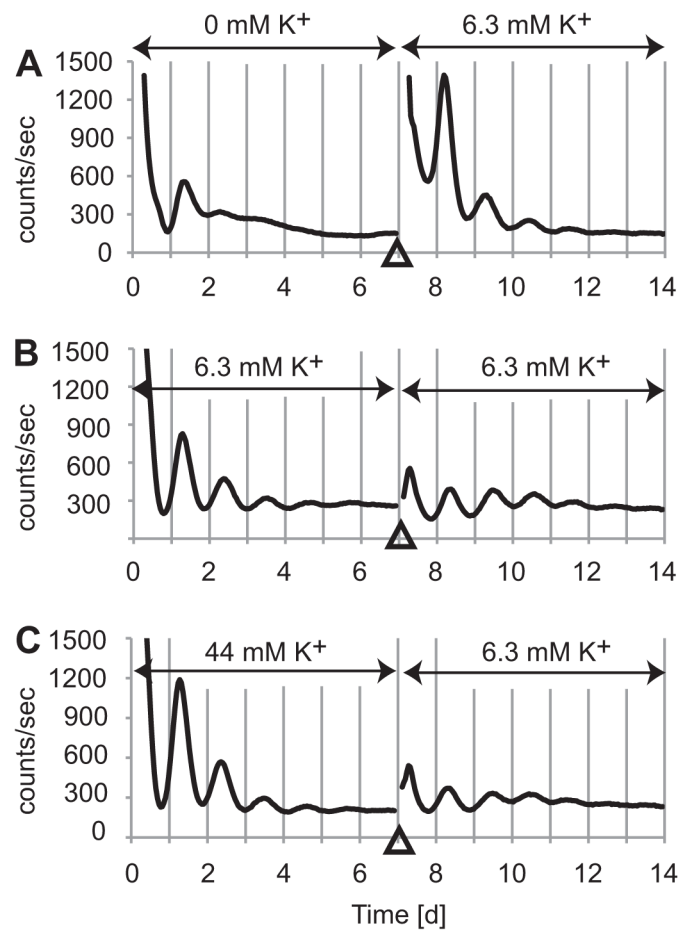 0 mM K+ 6.3 mM K+
A
1500
1200
900
600
300
0
counts/sec
0 2 4 6 8 10 12 14
B
6.3 mM K+ 6.3 mM K+
1500
1200
900
600
300
counts/sec
0 2 4 6 8 10 12 14
C
44 mM K+ 6.3 mM K+
1500
1200
900
600
300
0
counts/sec
0 2 4 6 8 10 12 14
Time [d]